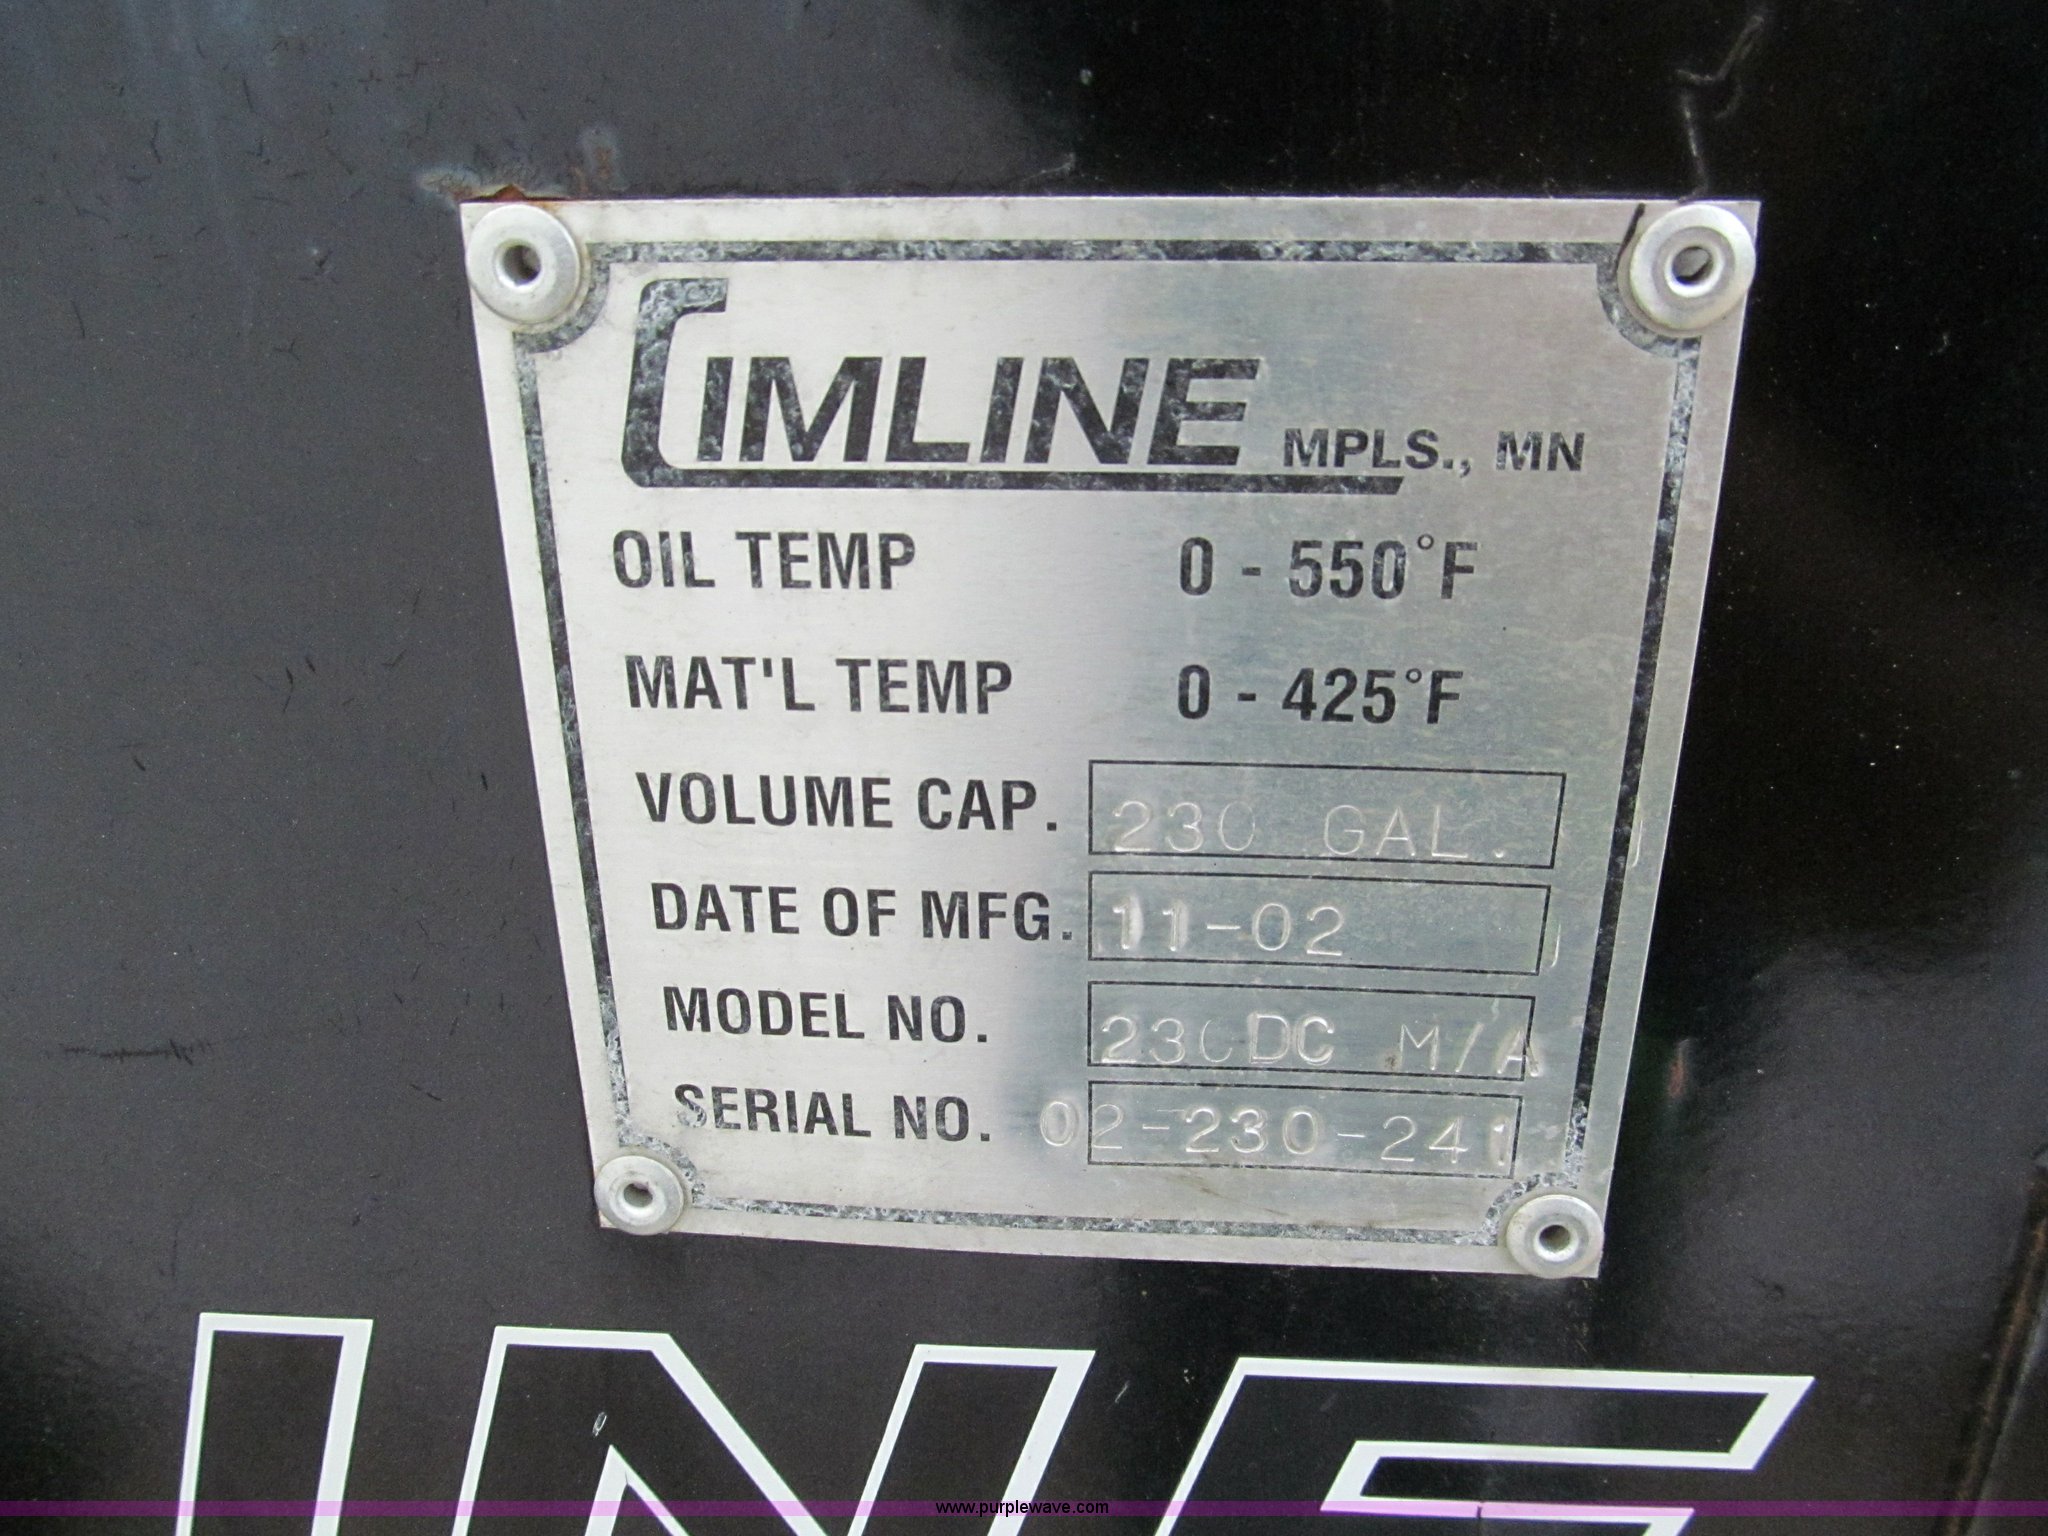 CIMLINE MPLS., MN
OIL TEMP 0 - 550°F
MAT'L TEMP 0 - 425°F
VOLUME CAP. 230 GAL.
DATE OF MFG. 11-02
MODEL NO. 230DC M/A
SERIAL NO. 02-230-241
INE
www.purplewave.com